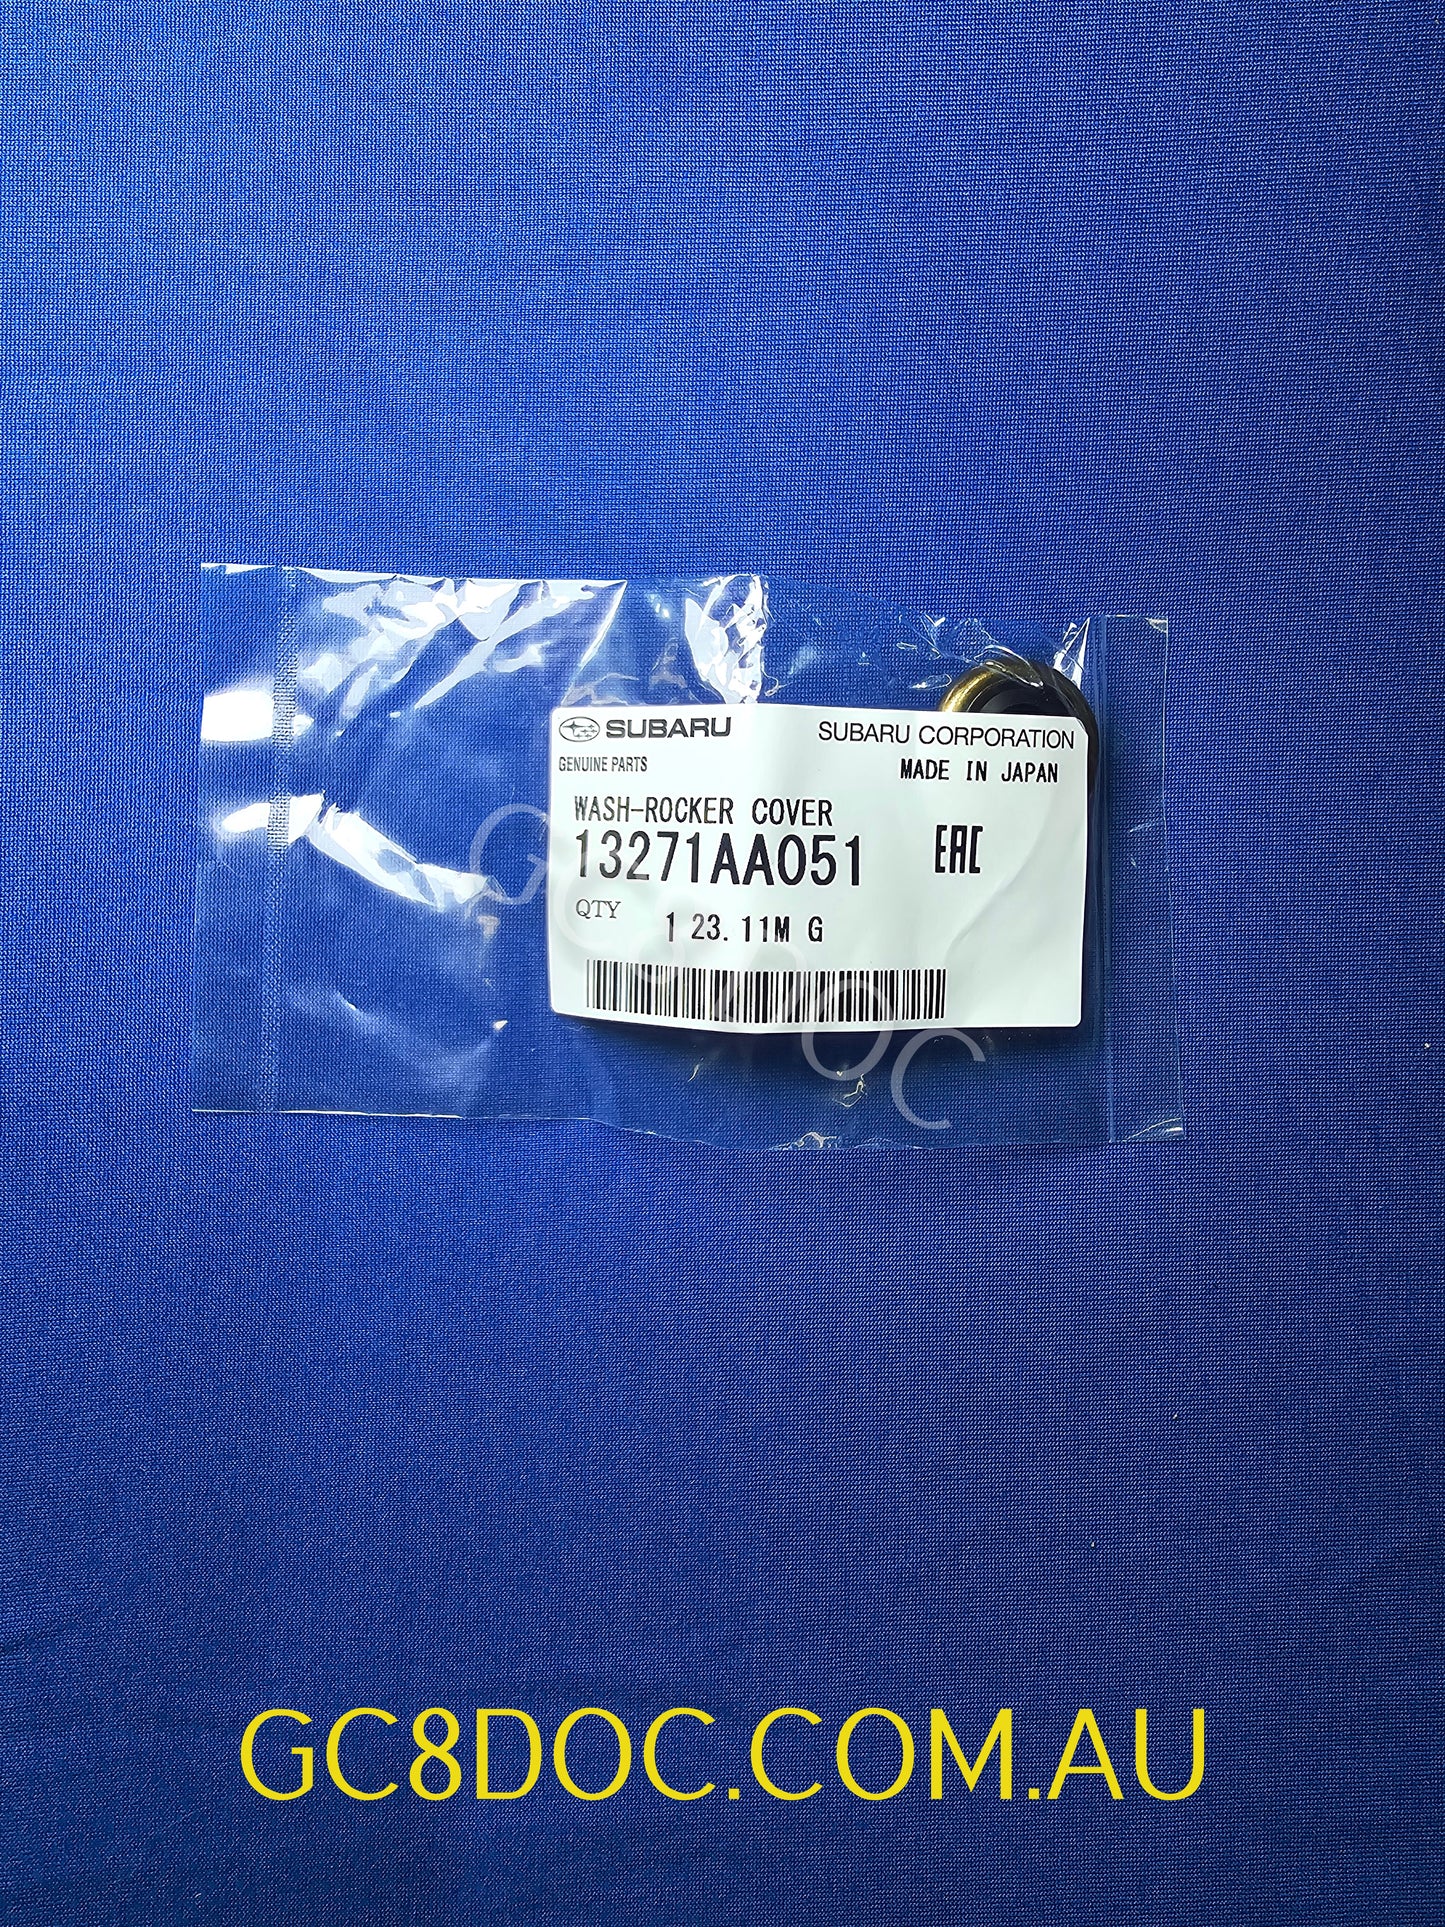 SUBARU SUBARU CORPORATION
GENUINE PARTS MADE IN JAPAN
WASH-ROCKER COVER
13271AA051 EAC
QTY 1 23.11M G
GC8DOC
GC8DOC.COM.AU